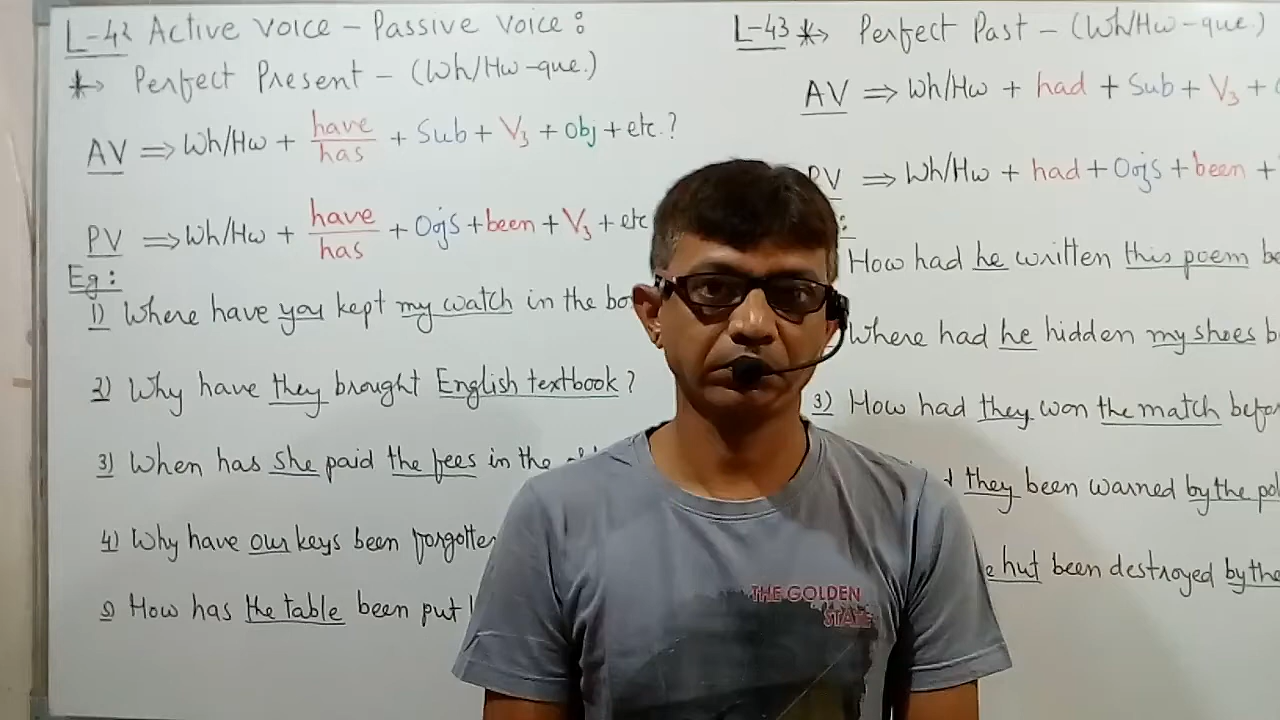 L-42 Active Voice - Passive Voice :
* Perfect Present - (Wh/Hw-que.)
AV ⇒ Wh/Hw + have/has + Sub + V3 + Obj + etc.?
PV ⇒ Wh/Hw + have/has + OojS + been + V3 + etc
Eg:
1) Where have you kept my watch in the
2) Why have they brought English textbook?
3) When has she paid the fees in the
4) Why have our keys been
5) How has the table been put
L-43 * Perfect Past - (Wh/Hw-que.)
AV ⇒ Wh/Hw + had + Sub + V3 +
PV ⇒ Wh/Hw + had + OojS + been +
How had he written this poem
Where had he hidden my shoes
3) How had they won the match
they been warned by the
hut been destroyed by the
THE GOLDEN
STATE